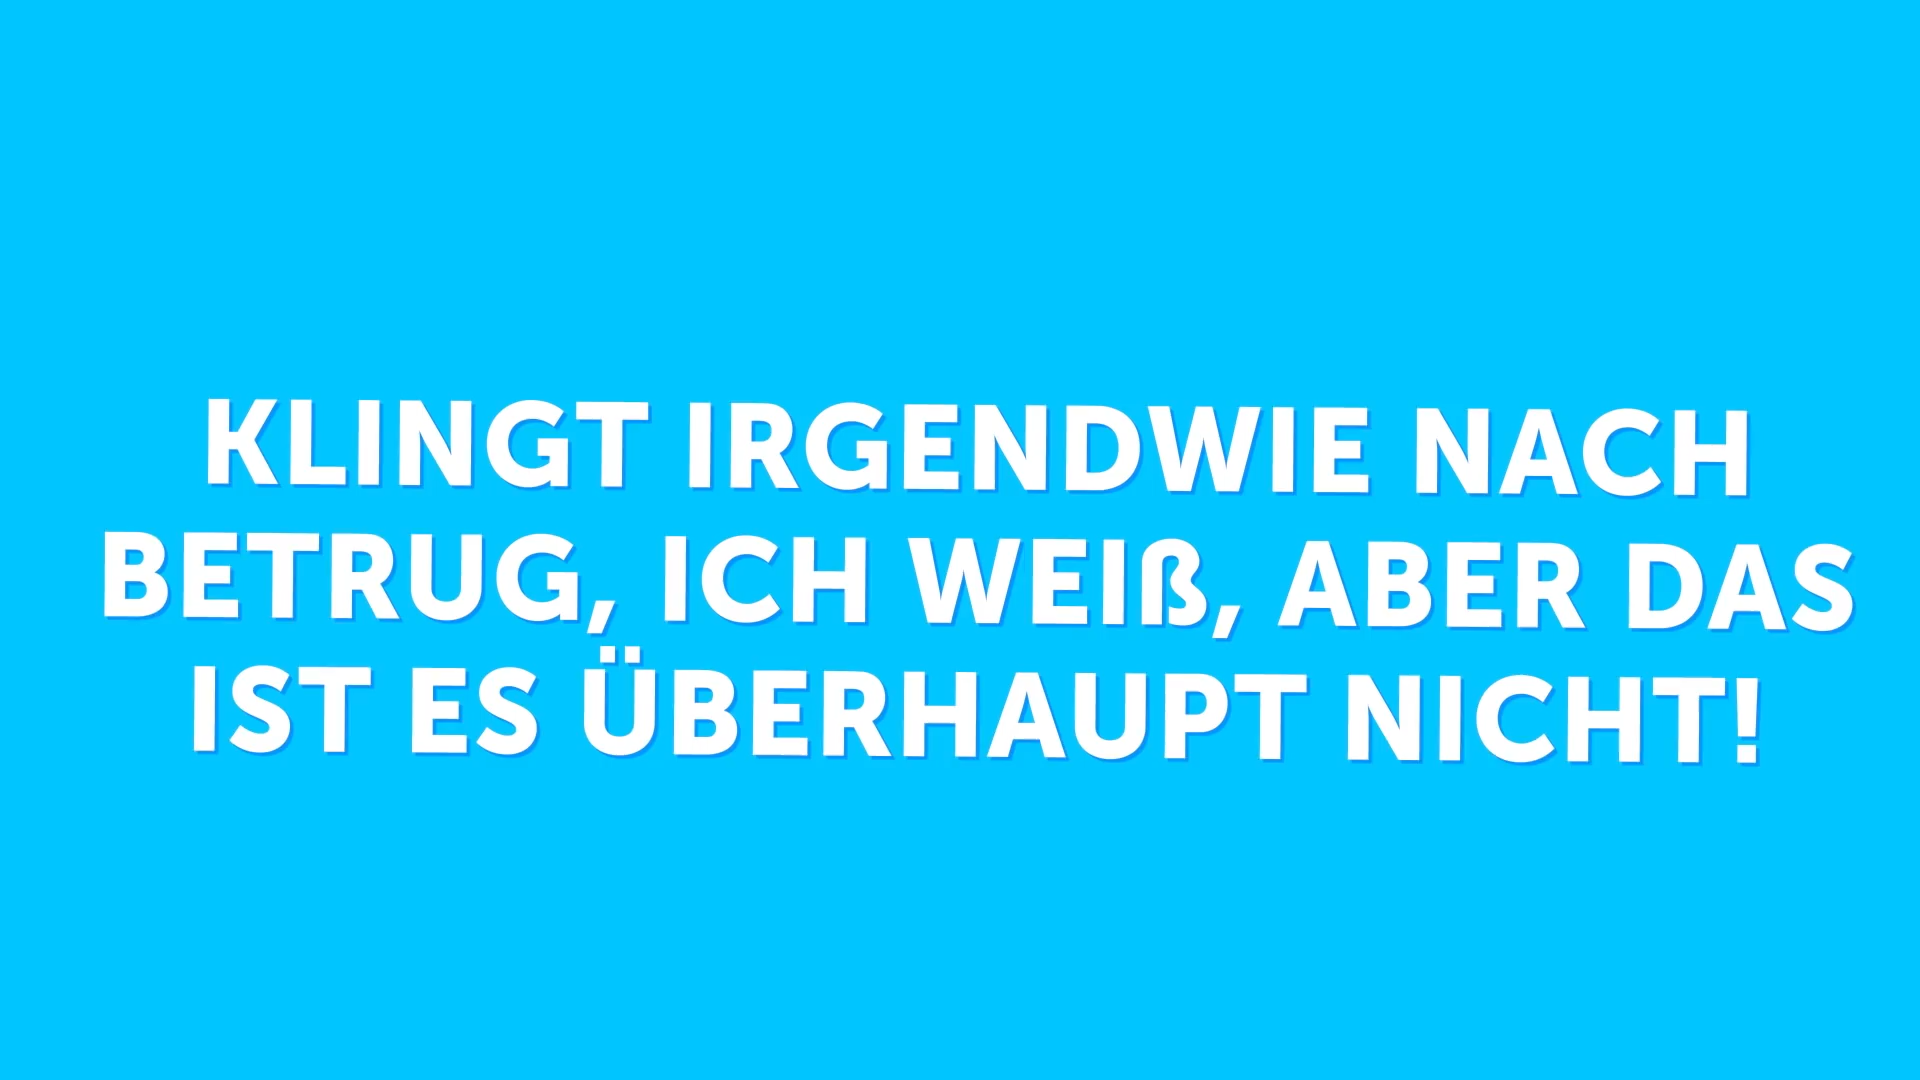 KLINGT IRGENDWIE NACH
BETRUG, ICH WEIß, ABER DAS
IST ES ÜBERHAUPT NICHT!